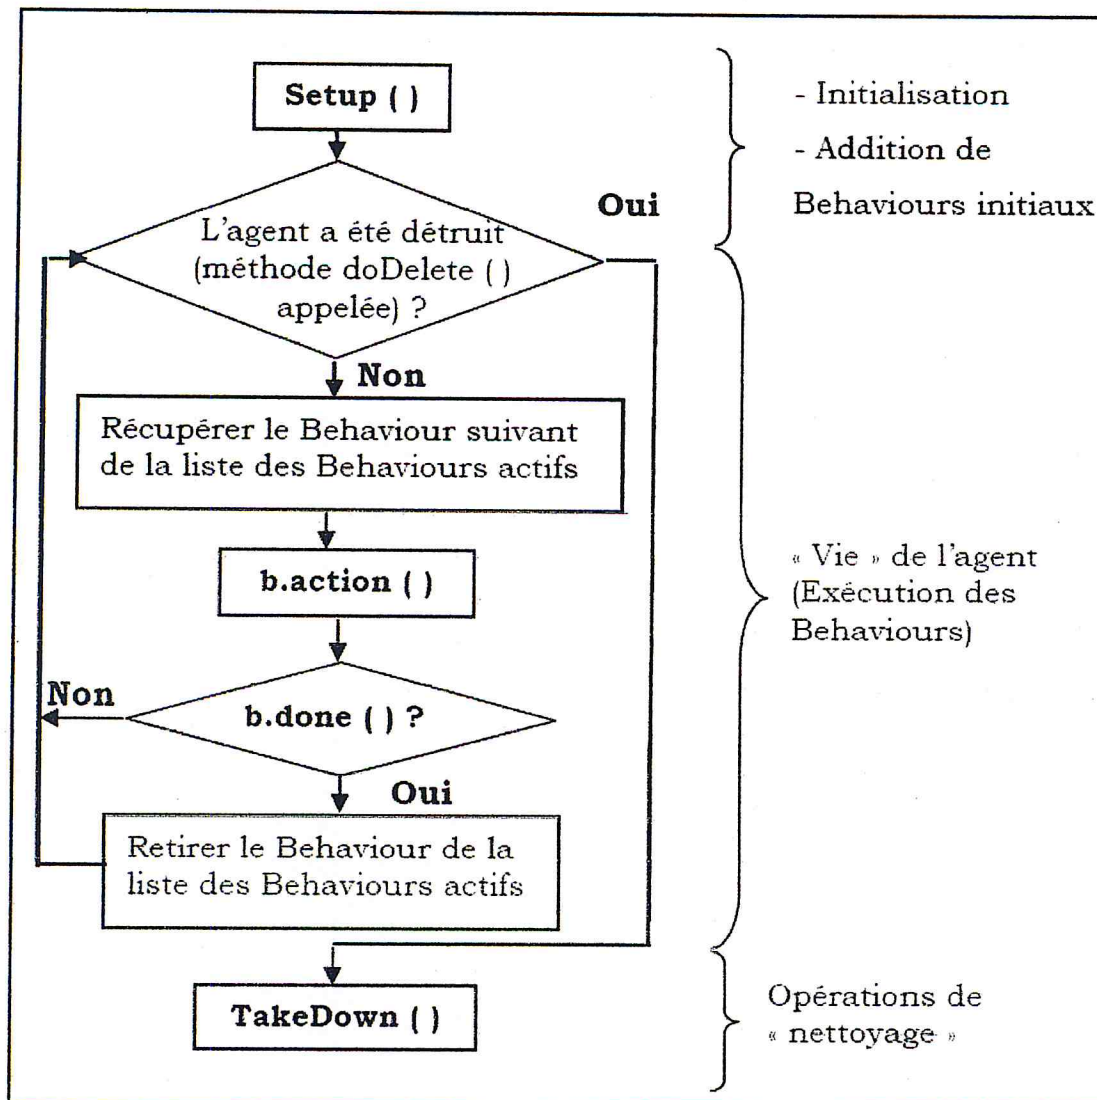 Setup ( )
- Initialisation
- Addition de
Behaviours initiaux
Oui
L'agent a été détruit
(méthode doDelete ( )
appelée) ?
Non
Récupérer le Behaviour suivant
de la liste des Behaviours actifs
b.action ( )
« Vie » de l'agent
(Exécution des
Behaviours)
Non
b.done ( ) ?
Oui
Retirer le Behaviour de la
liste des Behaviours actifs
TakeDown ( )
Opérations de
« nettoyage »